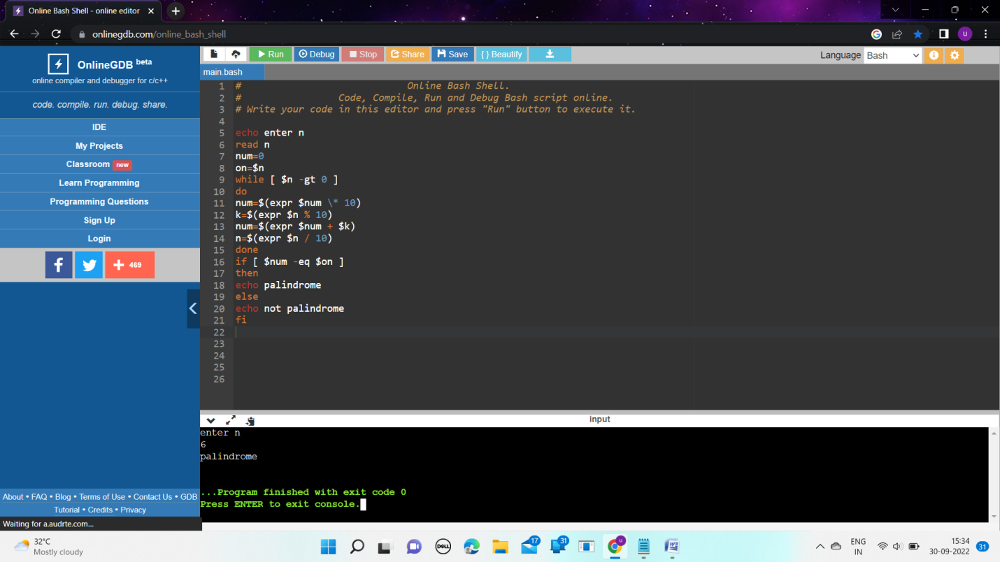 Online Bash Shell - online editor
onlinegdb.com/online_bash_shell
u
OnlineGDB beta
online compiler and debugger for c/c++
code. compile. run. debug. share.
IDE
My Projects
Classroom new
Learn Programming
Programming Questions
Sign Up
Login
469
About • FAQ • Blog • Terms of Use • Contact Us • GDB
Tutorial • Credits • Privacy
Waiting for a.audrte.com...
Run Debug Stop Share Save { } Beautify
Language Bash
main.bash
1 # Online Bash Shell.
2 # Code, Compile, Run and Debug Bash script online.
3 # Write your code in this editor and press "Run" button to execute it.
4
5 echo enter n
6 read n
7 num=0
8 on=$n
9 while [ $n -gt 0 ]
10 do
11 num=$(expr $num \* 10)
12 k=$(expr $n % 10)
13 num=$(expr $num + $k)
14 n=$(expr $n / 10)
15 done
16 if [ $num -eq $on ]
17 then
18 echo palindrome
19 else
20 echo not palindrome
21 fi
22
23
24
25
26
input
enter n
6
palindrome
...Program finished with exit code 0
Press ENTER to exit console.
32°C
Mostly cloudy
DELL
17
31
u
ENG
IN
15:34
30-09-2022
31